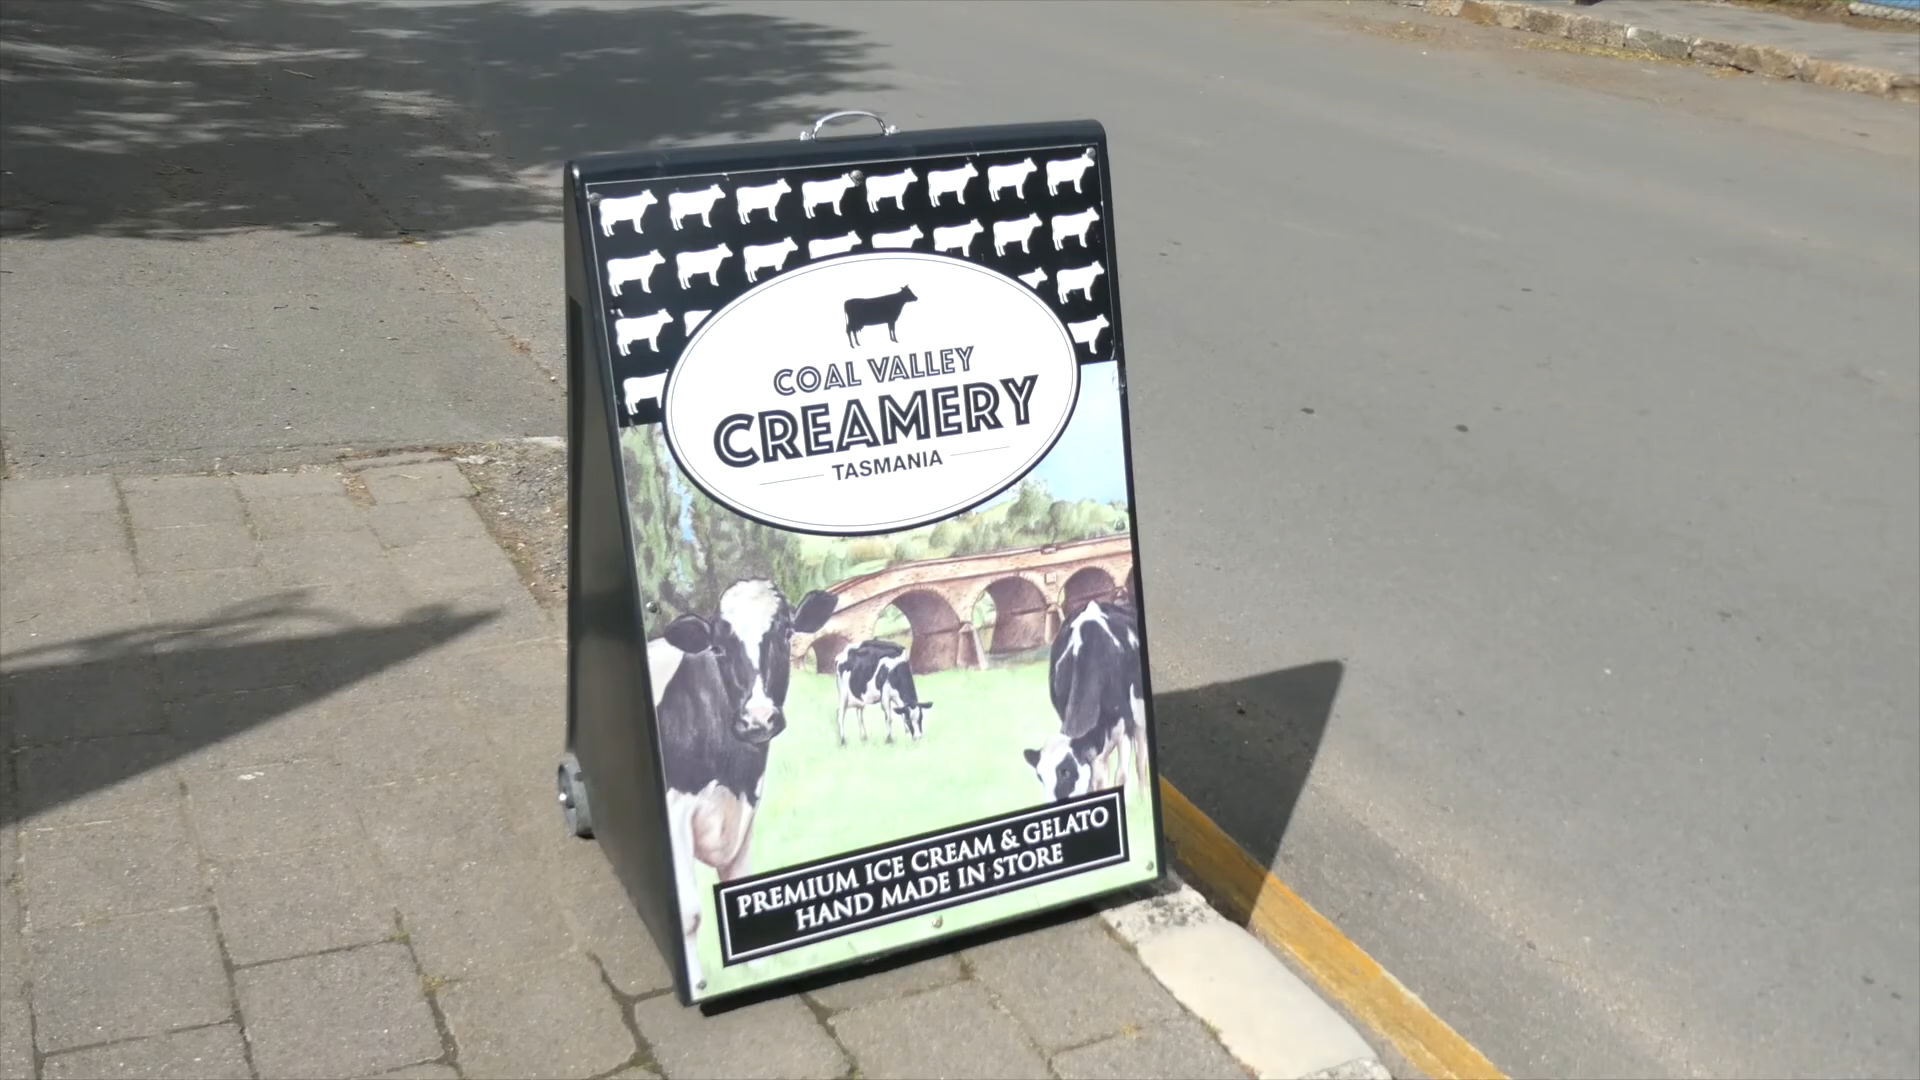 COAL VALLEY
CREAMERY
TASMANIA
PREMIUM ICE CREAM & GELATO
HAND MADE IN STORE